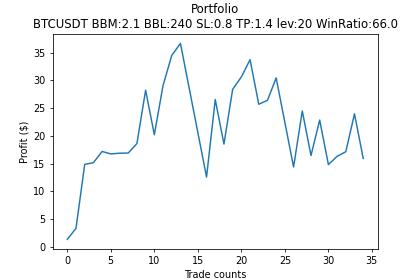 Portfolio
BTCUSDT BBM:2.1 BBL:240 SL:0.8 TP:1.4 lev:20 WinRatio:66.0
Profit ($)
35
30
25
20
15
10
5
0
0 5 10 15 20 25 30 35
Trade counts